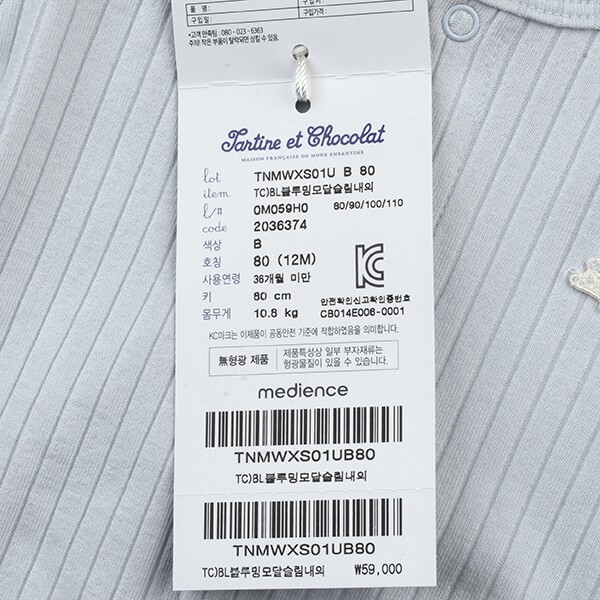 품 명 :
구입일 : 구입가격 :
•고객 만족팀 : 080 - 023 - 6363
주의! 작은 부품이 탈락되면 삼킬 수 있음.
Tartine et Chocolat
MAISON FRANÇAISE DE MODE ENFANTINE
lot TNMWXS01U B 80
item TC)BL블루밍모달슬림내의
l/# 0M059H0 80/90/100/110
code 2036374
색상 B
호칭 80 (12M)
사용연령 36개월 미만
키 80 cm
몸무게 10.8 kg
안전확인신고확인증번호
CB014E006-0001
KC마크는 이제품이 공통안전 기준에 적합하였음을 의미합니다.
無형광 제품 제품특성상 일부 부자재류는
형광물질이 있을 수 있습니다.
medience
TNMWXS01UB80
TC)BL블루밍모달슬림내의
TNMWXS01UB80
TC)BL블루밍모달슬림내의 ₩59,000